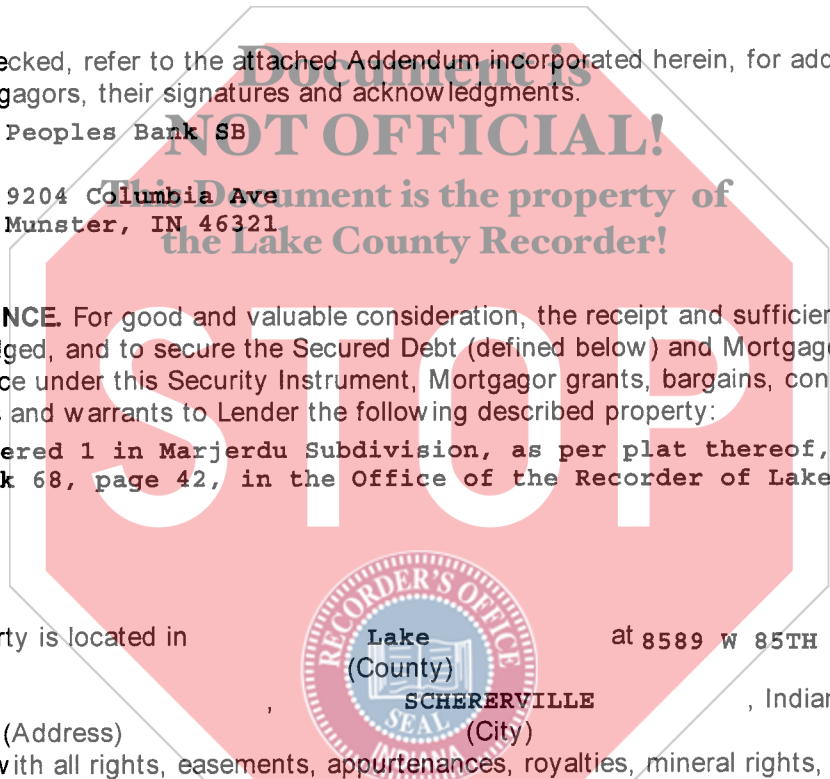 ecked, refer to the attached Addendum incorporated herein, for add
gagors, their signatures and acknowledgments.
Document is
NOT OFFICIAL!
This Document is the property of
the Lake County Recorder!
STOP
Peoples Bank SB
9204 Columbia Ave
Munster, IN 46321
NCE. For good and valuable consideration, the receipt and sufficien
ged, and to secure the Secured Debt (defined below) and Mortgag
ce under this Security Instrument, Mortgagor grants, bargains, con
s and warrants to Lender the following described property:
ered 1 in Marjerdu Subdivision, as per plat thereof,
k 68, page 42, in the Office of the Recorder of Lake
RECORDER'S OFFICE
SEAL
INDIANA
rty is located in Lake at 8589 W 85TH
(County)
, SCHERERVILLE , Indian
(Address) (City)
with all rights, easements, appurtenances, royalties, mineral rights,